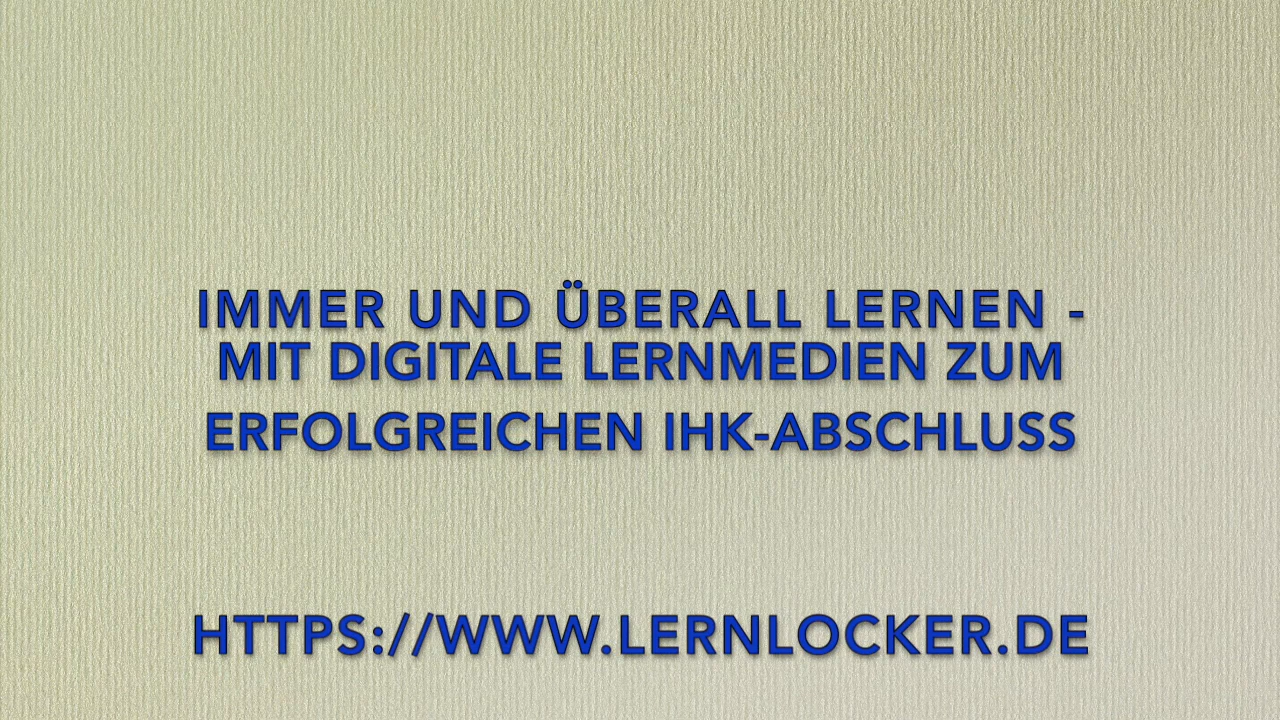 IMMER UND ÜBERALL LERNEN -
MIT DIGITALE LERNMEDIEN ZUM
ERFOLGREICHEN IHK-ABSCHLUSS
HTTPS://WWW.LERNLOCKER.DE